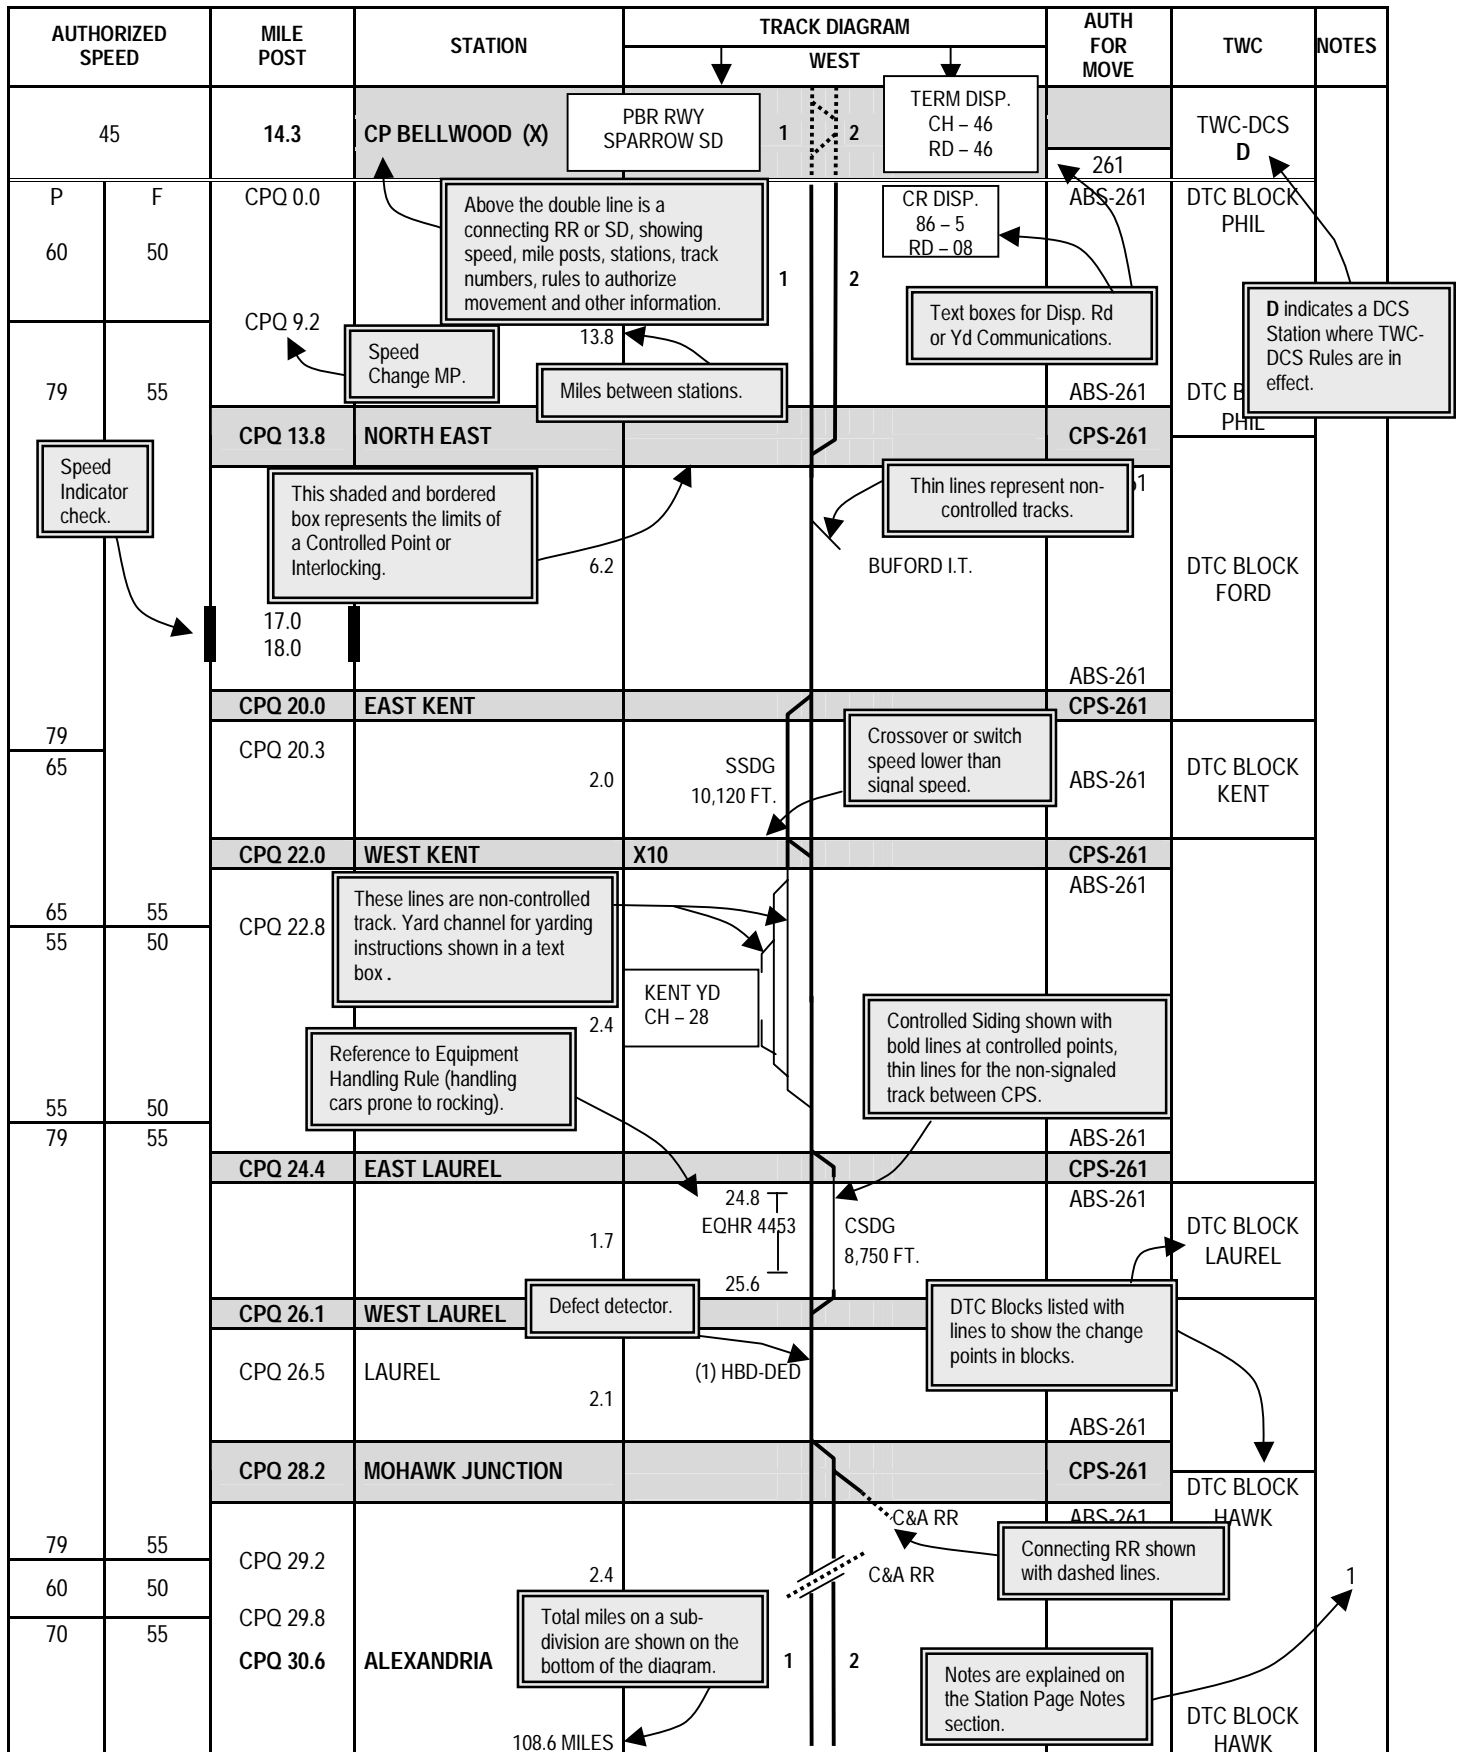 AUTHORIZED SPEED
MILE POST
STATION
TRACK DIAGRAM
WEST
AUTH FOR MOVE
TWC
NOTES
45
14.3
CP BELLWOOD (X)
PBR RWY
SPARROW SD
1
2
TERM DISP.
CH – 46
RD – 46
261
TWC-DCS
D
P
F
CPQ 0.0
Above the double line is a
connecting RR or SD, showing
speed, mile posts, stations, track
numbers, rules to authorize
movement and other information.
CR DISP.
86 – 5
RD – 08
ABS-261
DTC BLOCK
PHIL
60
50
1
2
Text boxes for Disp. Rd
or Yd Communications.
D indicates a DCS
Station where TWC-
DCS Rules are in
effect.
CPQ 9.2
13.8
Speed
Change MP.
Miles between stations.
79
55
ABS-261
DTC B
PHIL
CPQ 13.8
NORTH EAST
CPS-261
Speed
Indicator
check.
This shaded and bordered
box represents the limits of
a Controlled Point or
Interlocking.
Thin lines represent non-
controlled tracks.
1
6.2
BUFORD I.T.
DTC BLOCK
FORD
17.0
18.0
ABS-261
CPQ 20.0
EAST KENT
CPS-261
79
65
CPQ 20.3
2.0
SSDG
10,120 FT.
Crossover or switch
speed lower than
signal speed.
ABS-261
DTC BLOCK
KENT
CPQ 22.0
WEST KENT
X10
CPS-261
ABS-261
65
55
55
50
CPQ 22.8
These lines are non-controlled
track. Yard channel for yarding
instructions shown in a text
box .
KENT YD
CH – 28
2.4
Controlled Siding shown with
bold lines at controlled points,
thin lines for the non-signaled
track between CPS.
Reference to Equipment
Handling Rule (handling
cars prone to rocking).
55
50
79
55
ABS-261
CPQ 24.4
EAST LAUREL
CPS-261
ABS-261
24.8
EQHR 4453
25.6
1.7
CSDG
8,750 FT.
DTC BLOCK
LAUREL
CPQ 26.1
WEST LAUREL
Defect detector.
DTC Blocks listed with
lines to show the change
points in blocks.
CPQ 26.5
LAUREL
(1) HBD-DED
2.1
ABS-261
CPQ 28.2
MOHAWK JUNCTION
CPS-261
DTC BLOCK
HAWK
C&A RR
ABS-261
79
55
CPQ 29.2
2.4
C&A RR
Connecting RR shown
with dashed lines.
1
60
50
CPQ 29.8
Total miles on a sub-
division are shown on the
bottom of the diagram.
70
55
CPQ 30.6
ALEXANDRIA
1
2
Notes are explained on
the Station Page Notes
section.
108.6 MILES
DTC BLOCK
HAWK